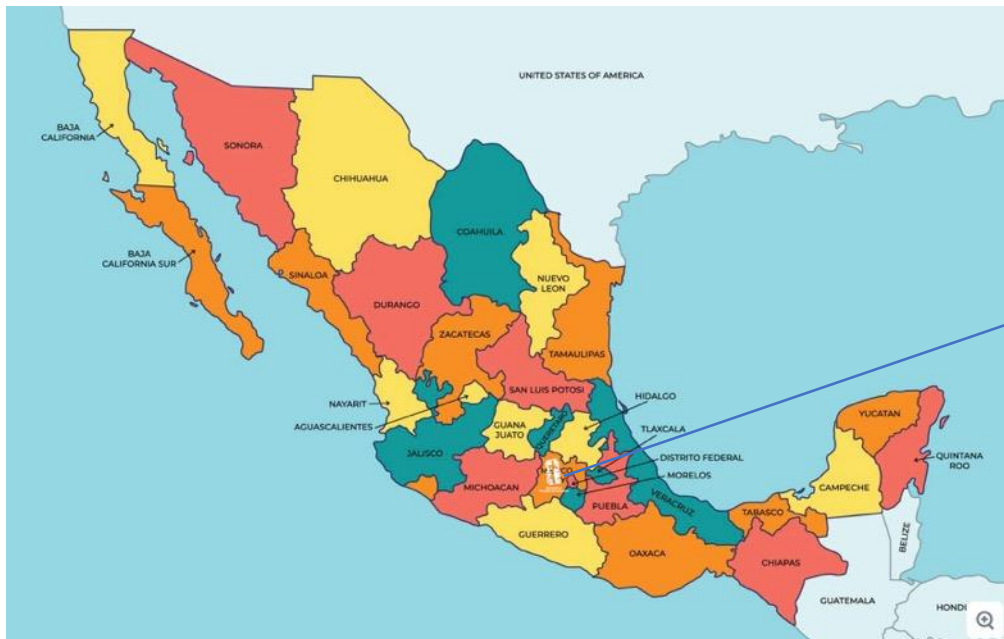 UNITED STATES OF AMERICA
BAJA
CALIFORNIA
SONORA
CHIHUAHUA
COAHUILA
BAJA
CALIFORNIA SUR
SINALOA
NUEVO
LEON
DURANGO
ZACATECAS
TAMAULIPAS
SAN LUIS POTOSI
NAYARIT
HIDALGO
AGUASCALIENTES
GUANA
JUATO
QUERETARO
TLAXCALA
YUCATAN
JALISCO
DISTRITO FEDERAL
QUINTANA
ROO
MORELOS
MICHOACAN
CAMPECHE
VERACRUZ
PUEBLA
TABASCO
GUERRERO
OAXACA
CHIAPAS
BELIZE
GUATEMALA
HONDU